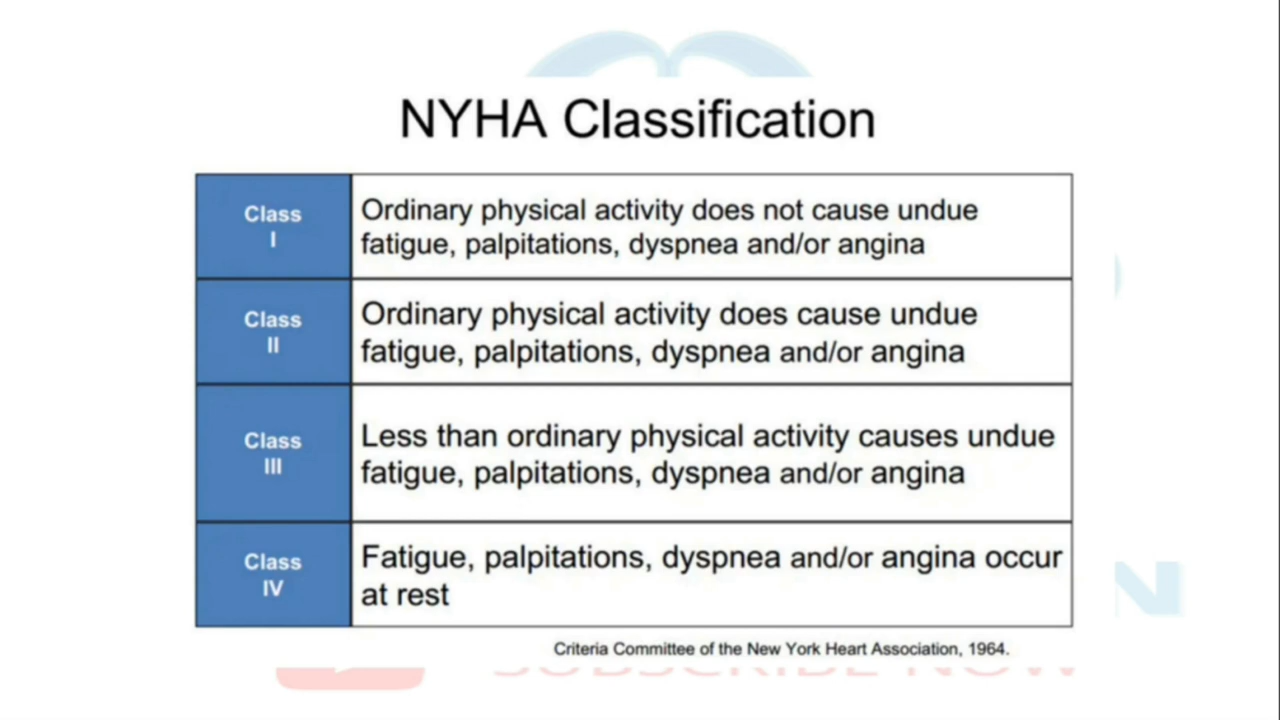 NYHA Classification
Class
I
Ordinary physical activity does not cause undue
fatigue, palpitations, dyspnea and/or angina
Class
II
Ordinary physical activity does cause undue
fatigue, palpitations, dyspnea and/or angina
Class
III
Less than ordinary physical activity causes undue
fatigue, palpitations, dyspnea and/or angina
Class
IV
Fatigue, palpitations, dyspnea and/or angina occur
at rest
Criteria Committee of the New York Heart Association, 1964.
SUBSCRIBE NOW